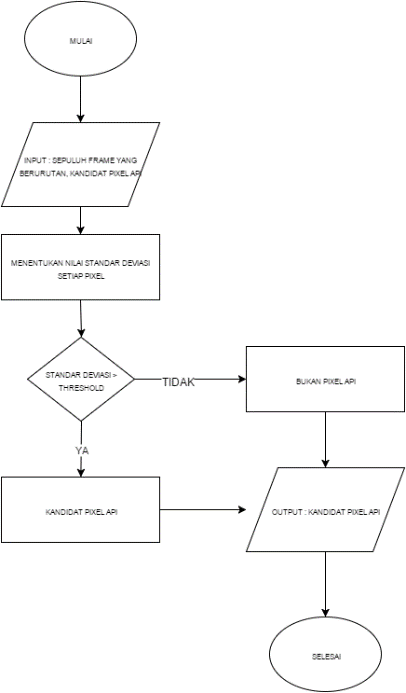 MULAI
INPUT : SEPULUH FRAME YANG
BERURUTAN, KANDIDAT PIXEL API
MENENTUKAN NILAI STANDAR DEVIASI
SETIAP PIXEL
STANDAR DEVIASI >
THRESHOLD
TIDAK
BUKAN PIXEL API
YA
KANDIDAT PIXEL API
OUTPUT : KANDIDAT PIXEL API
SELESAI